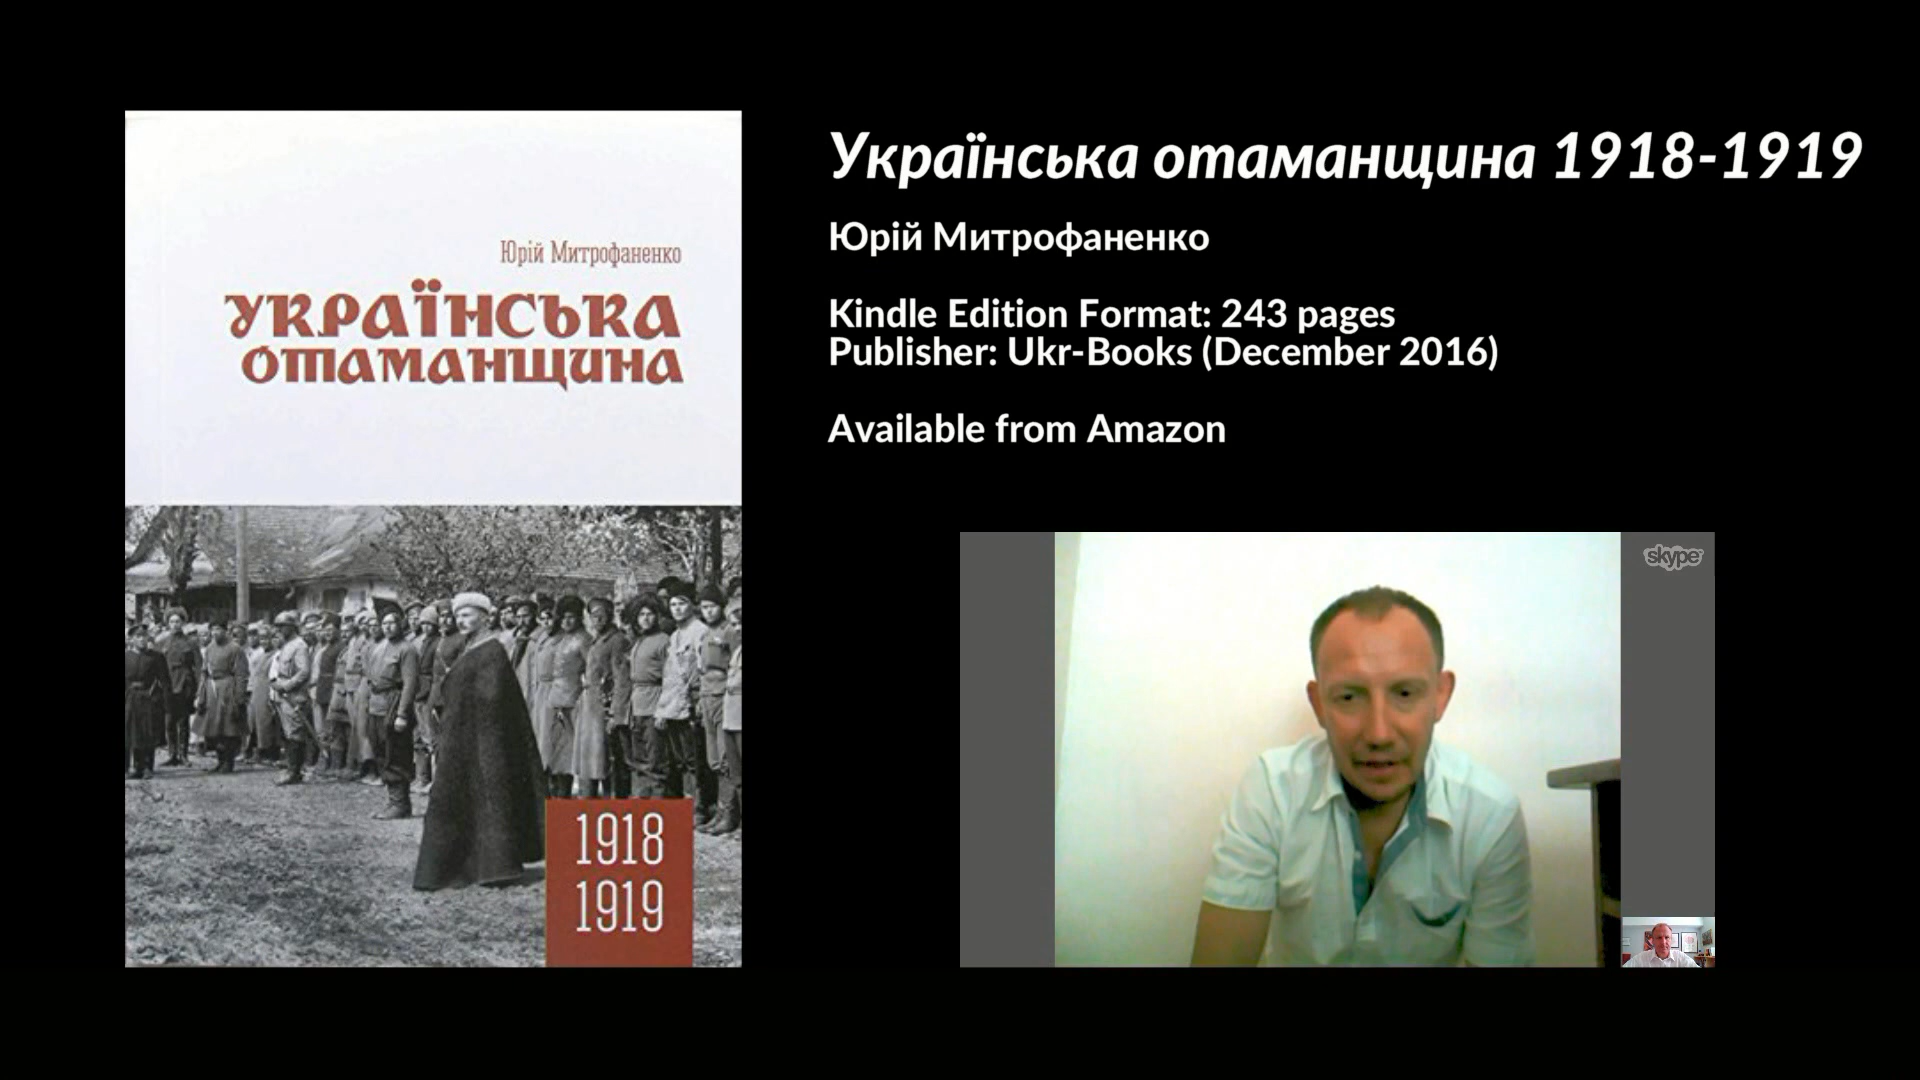 Юрій Митрофаненко
УКРАЇНСЬКА
ОТАМАНЩИНА
1918
1919
Українська отаманщина 1918-1919
Юрій Митрофаненко
Kindle Edition Format: 243 pages
Publisher: Ukr-Books (December 2016)
Available from Amazon
skype